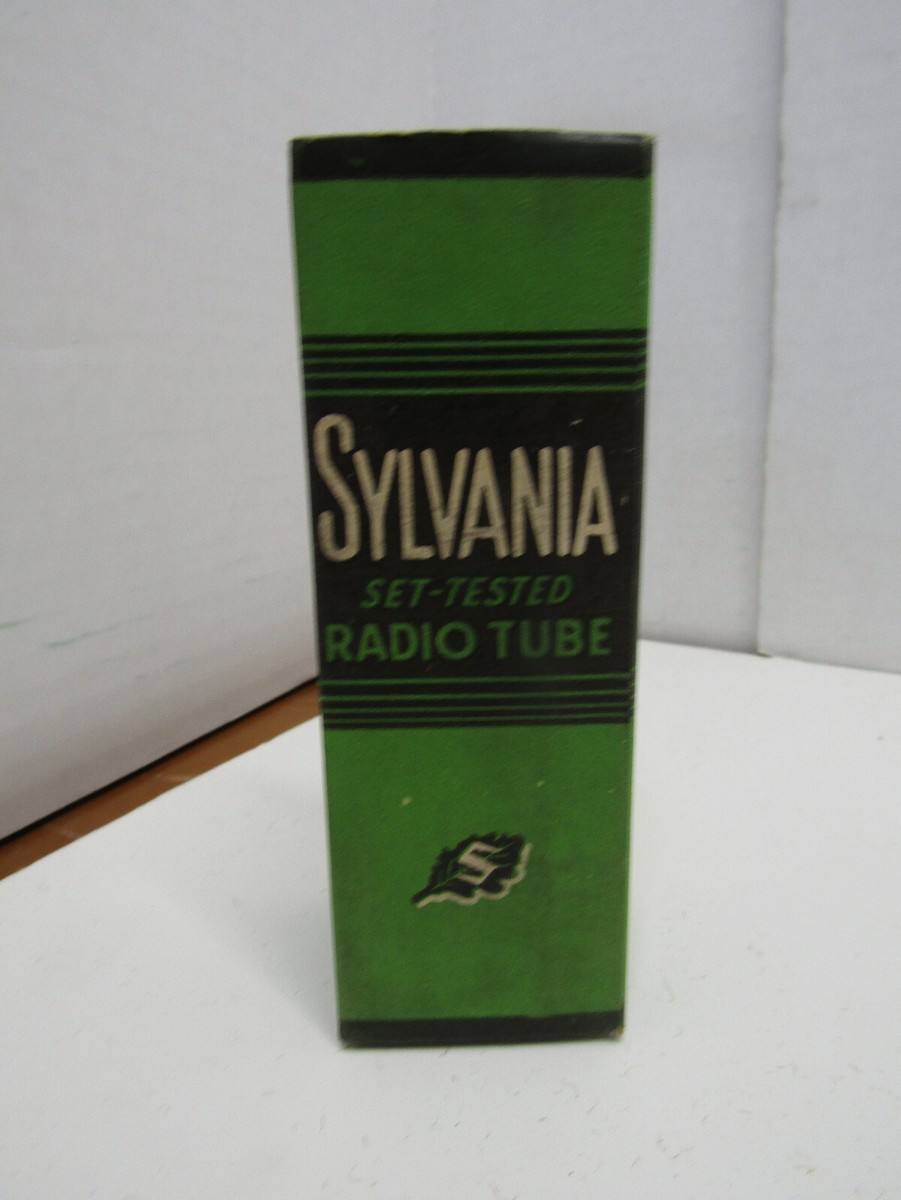 SYLVANIA
SET-TESTED
RADIO TUBE
S